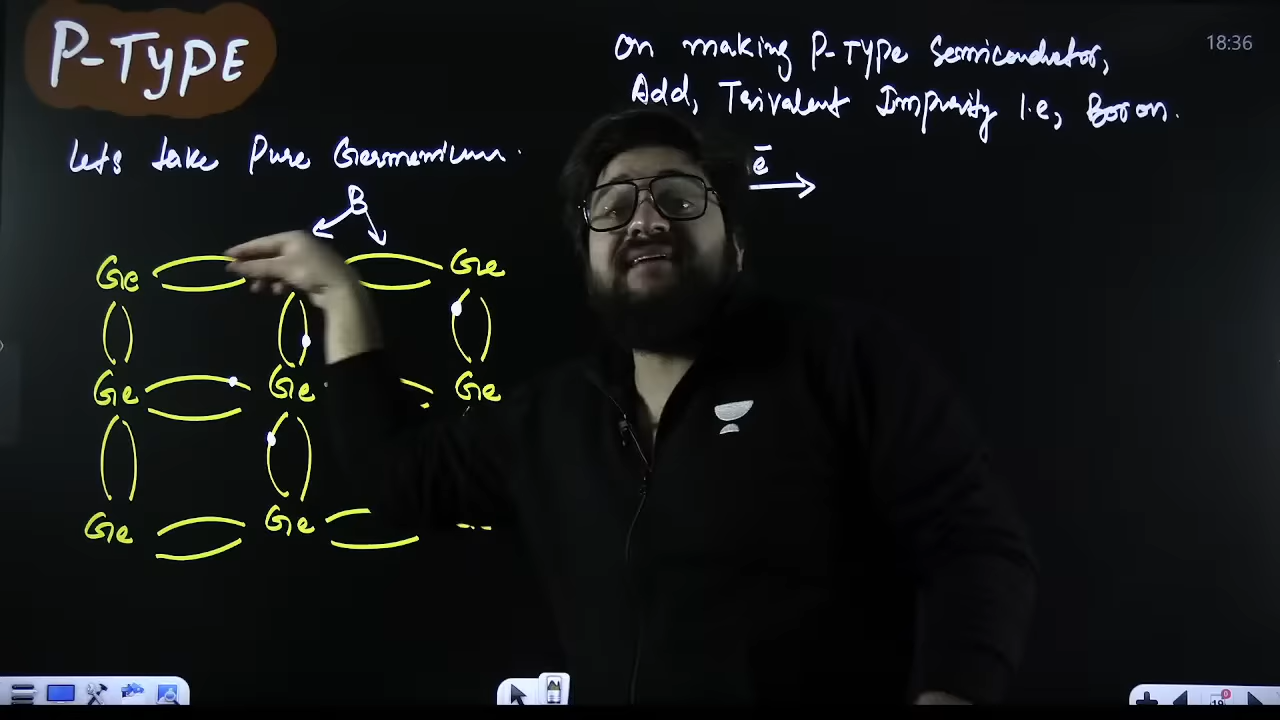 P-TYPE
18:36
On making P-TYPE Semiconductor,
Add, Trivalent Impurity i.e, Boron.
Lets take Pure Germenium.
e-
B
Ge Ge
Ge Ge Ge
Ge Ge ---